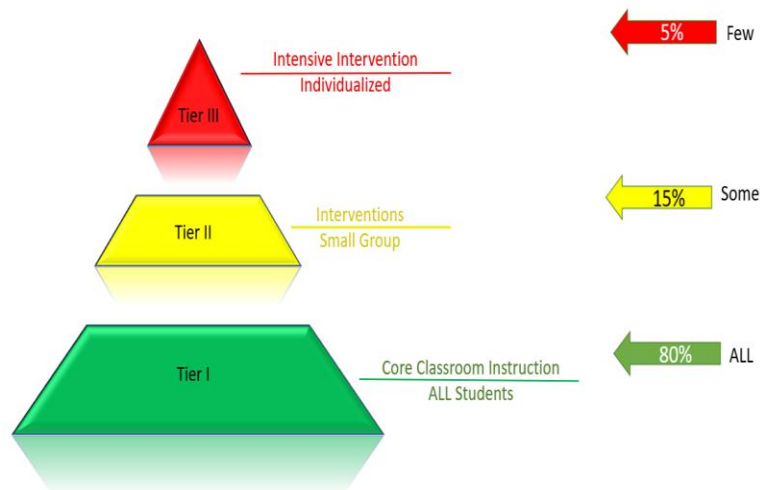 5% Few
Intensive Intervention
Individualized
Tier III
15% Some
Interventions
Small Group
Tier II
80% ALL
Core Classroom Instruction
ALL Students
Tier I